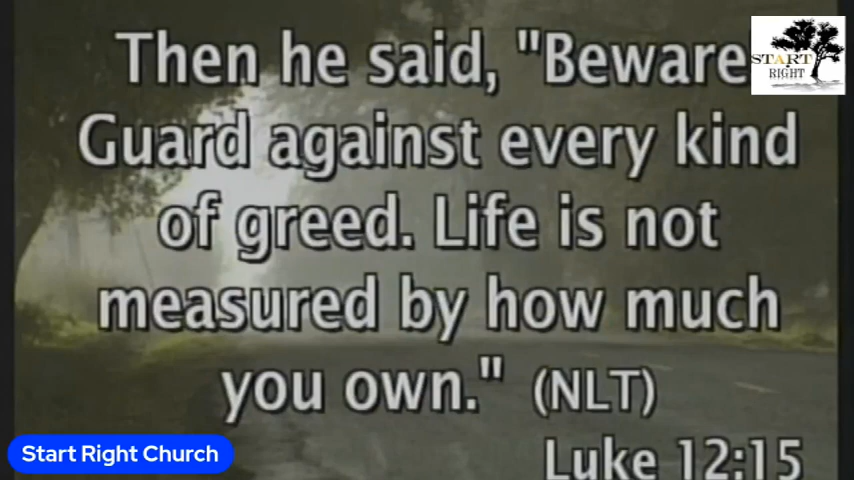 Then he said, "Beware
START
RIGHT
Guard against every kind
of greed. Life is not
measured by how much
you own." (NLT)
Luke 12:15
Start Right Church